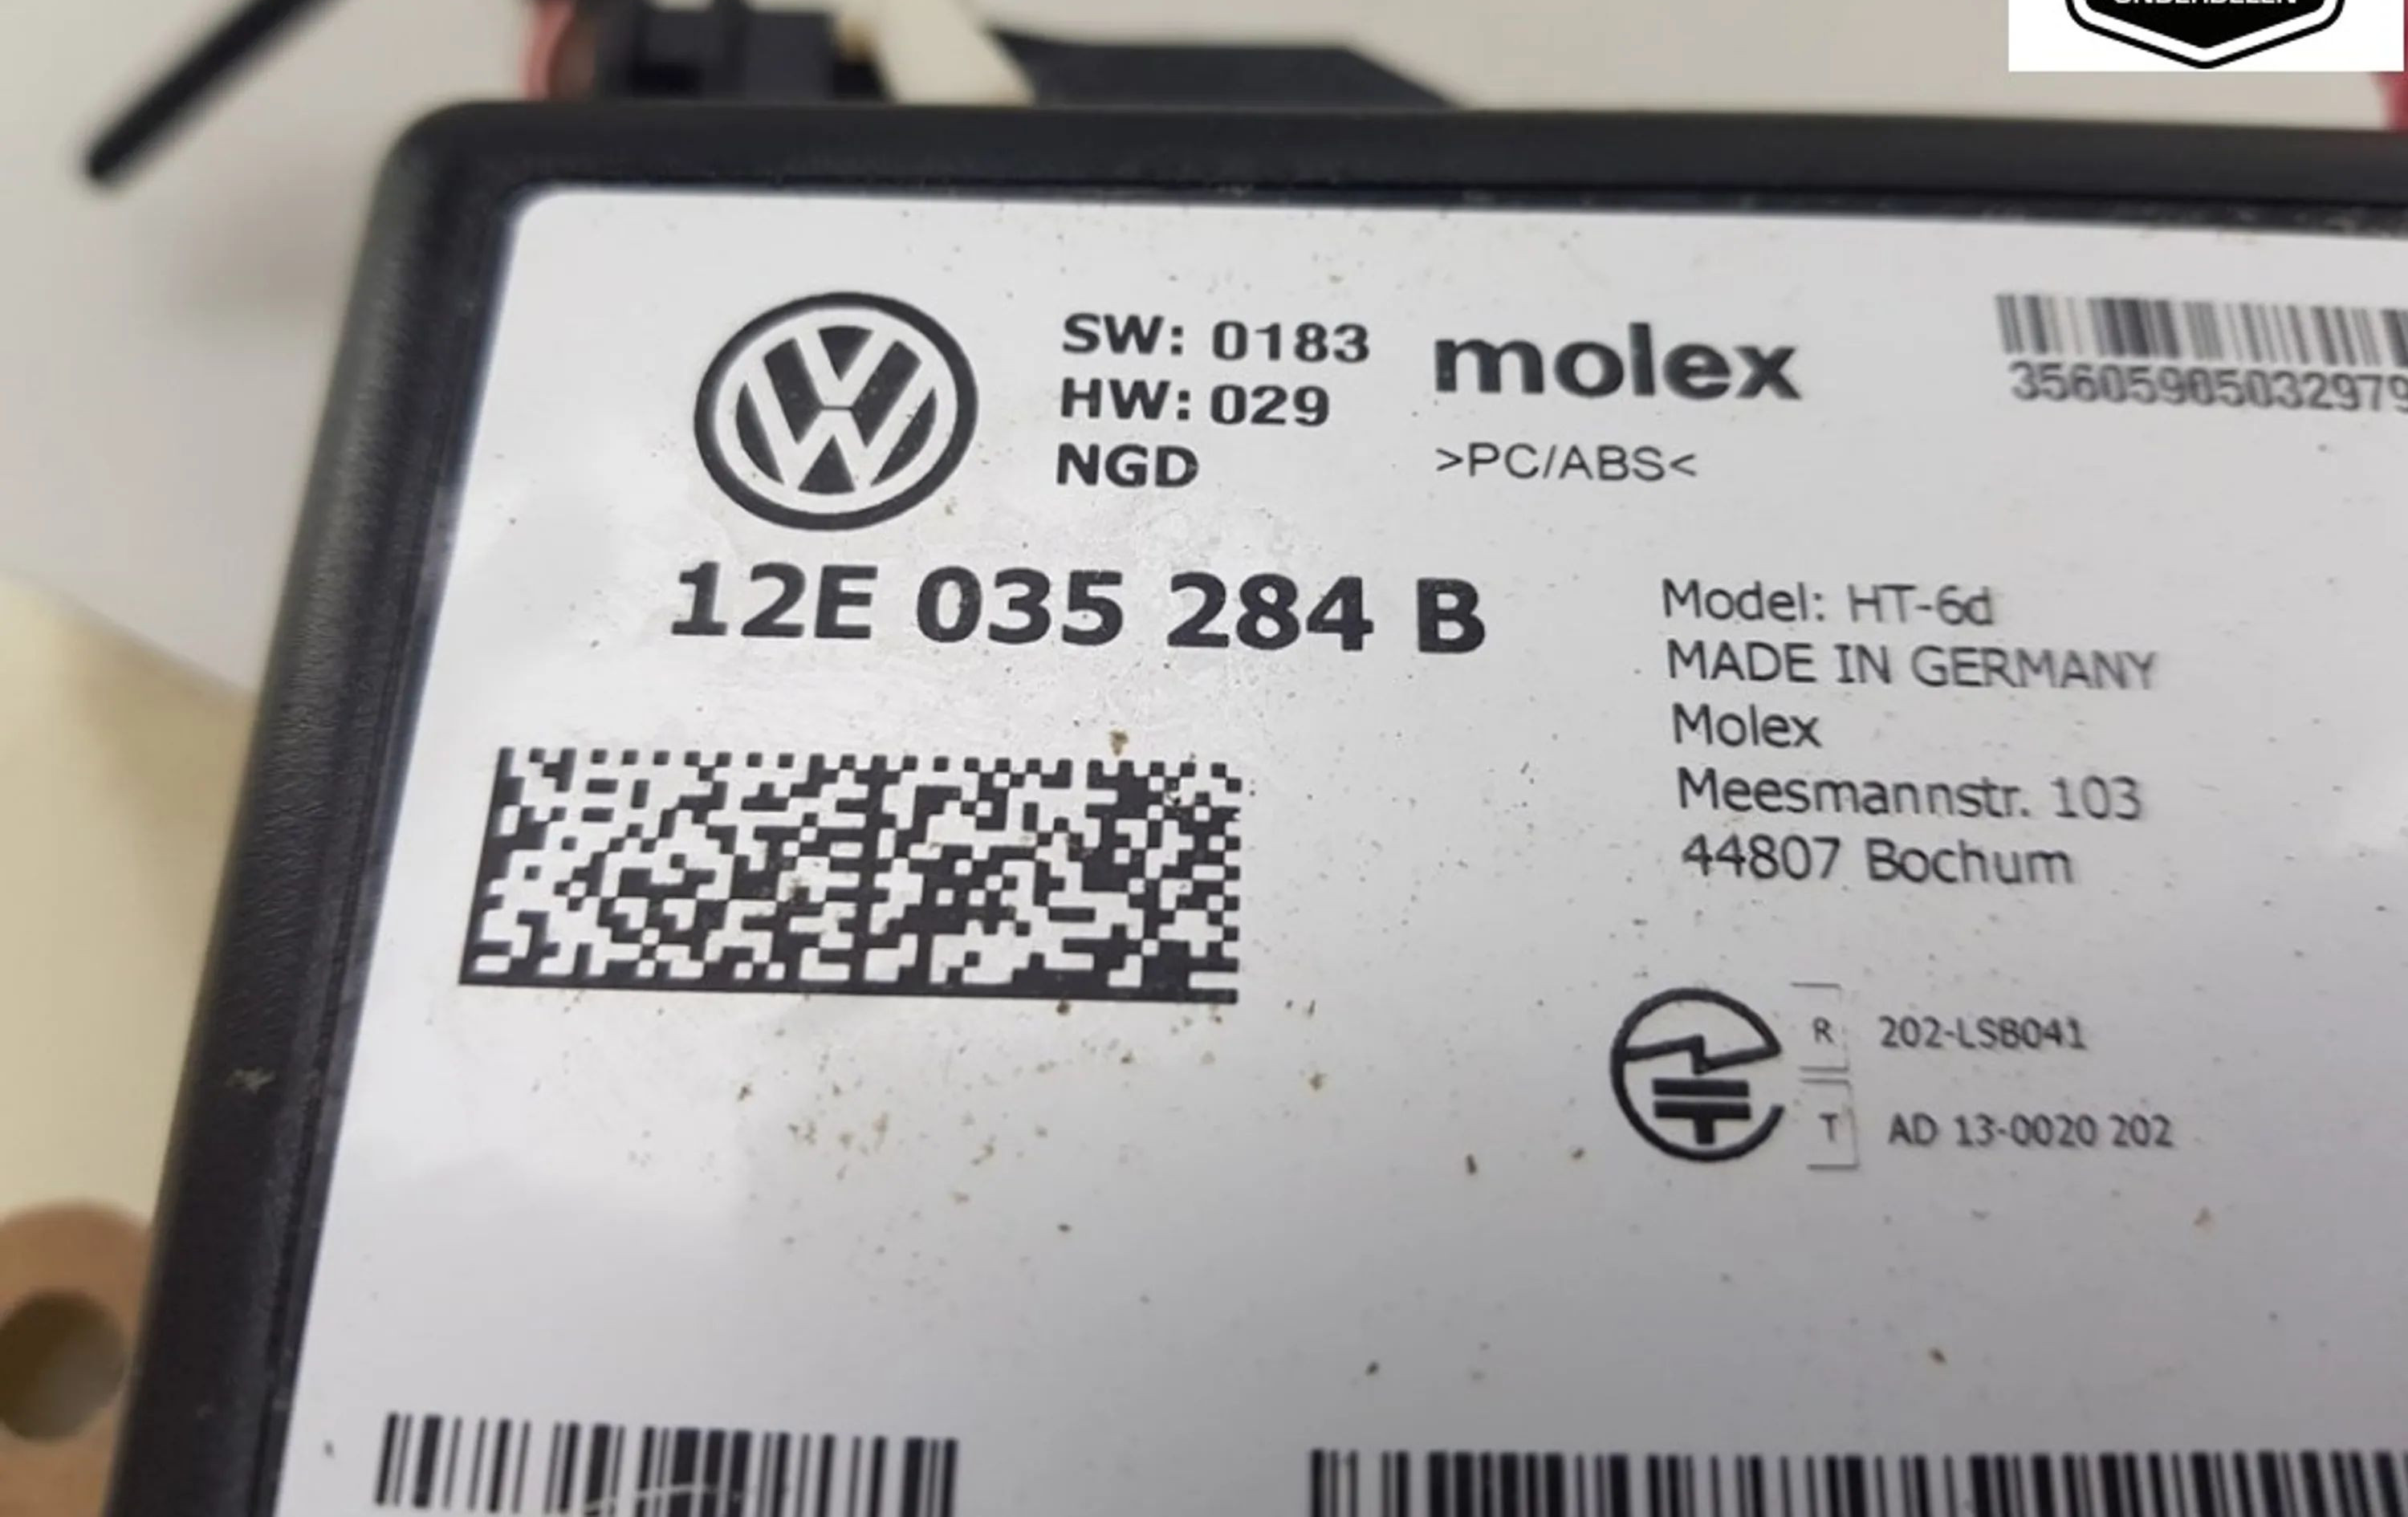 ONDERDELEN
SW: 0183
HW: 029
NGD
molex
>PC/ABS<
12E 035 284 B
Model: HT-6d
MADE IN GERMANY
Molex
Meesmannstr. 103
44807 Bochum
R 202-LSB041
T AD 13-0020 202